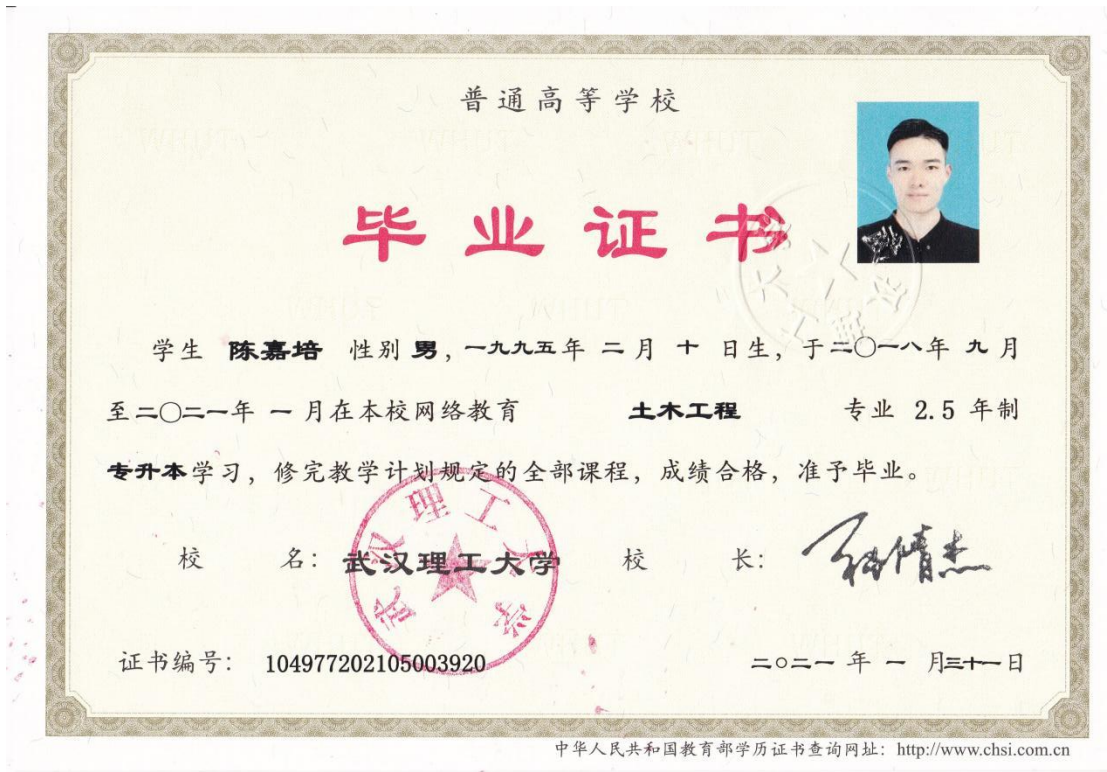 普通高等学校
毕业证书
学生 陈嘉培 性别 男，一九九五年 二 月 十 日生，于二〇一八年 九 月
至二〇二一年 一 月在本校网络教育 土木工程 专业 2.5 年制
专升本学习，修完教学计划规定的全部课程，成绩合格，准予毕业。
校 名：武汉理工大学 校 长：
武汉理工大学
证书编号： 104977202105003920 二〇二一 年 一 月三十一日
中华人民共和国教育部学历证书查询网址：http://www.chsi.com.cn